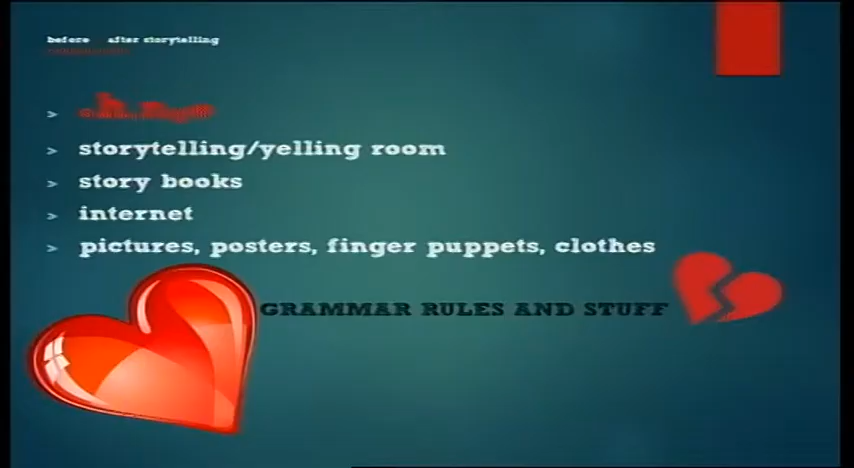 before after storytelling
storytelling/yelling room
story books
internet
pictures, posters, finger puppets, clothes
GRAMMAR RULES AND STUFF